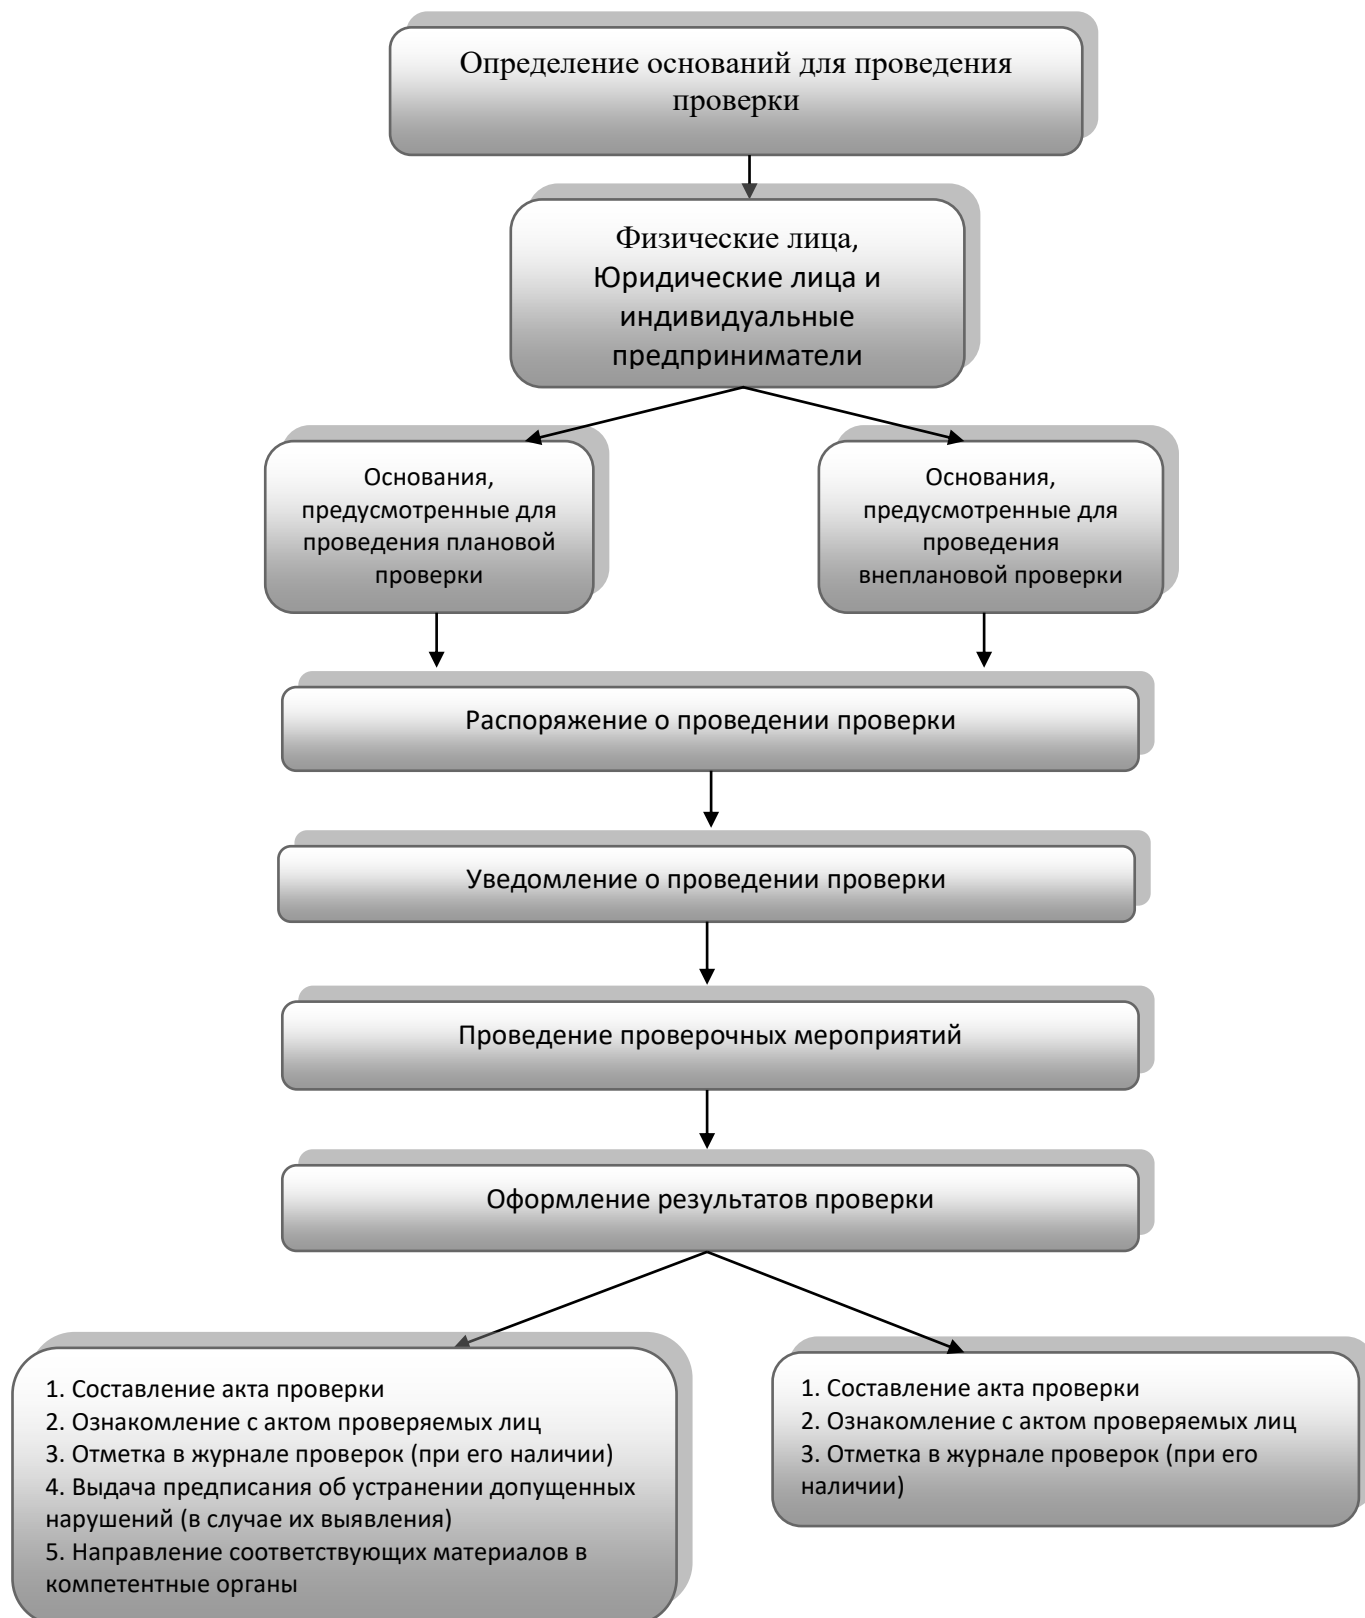 Определение оснований для проведения
проверки
Физические лица,
Юридические лица и
индивидуальные
предприниматели
Основания,
предусмотренные для
проведения плановой
проверки
Основания,
предусмотренные для
проведения
внеплановой проверки
Распоряжение о проведении проверки
Уведомление о проведении проверки
Проведение проверочных мероприятий
Оформление результатов проверки
1. Составление акта проверки
2. Ознакомление с актом проверяемых лиц
3. Отметка в журнале проверок (при его наличии)
4. Выдача предписания об устранении допущенных
нарушений (в случае их выявления)
5. Направление соответствующих материалов в
компетентные органы
1. Составление акта проверки
2. Ознакомление с актом проверяемых лиц
3. Отметка в журнале проверок (при его
наличии)